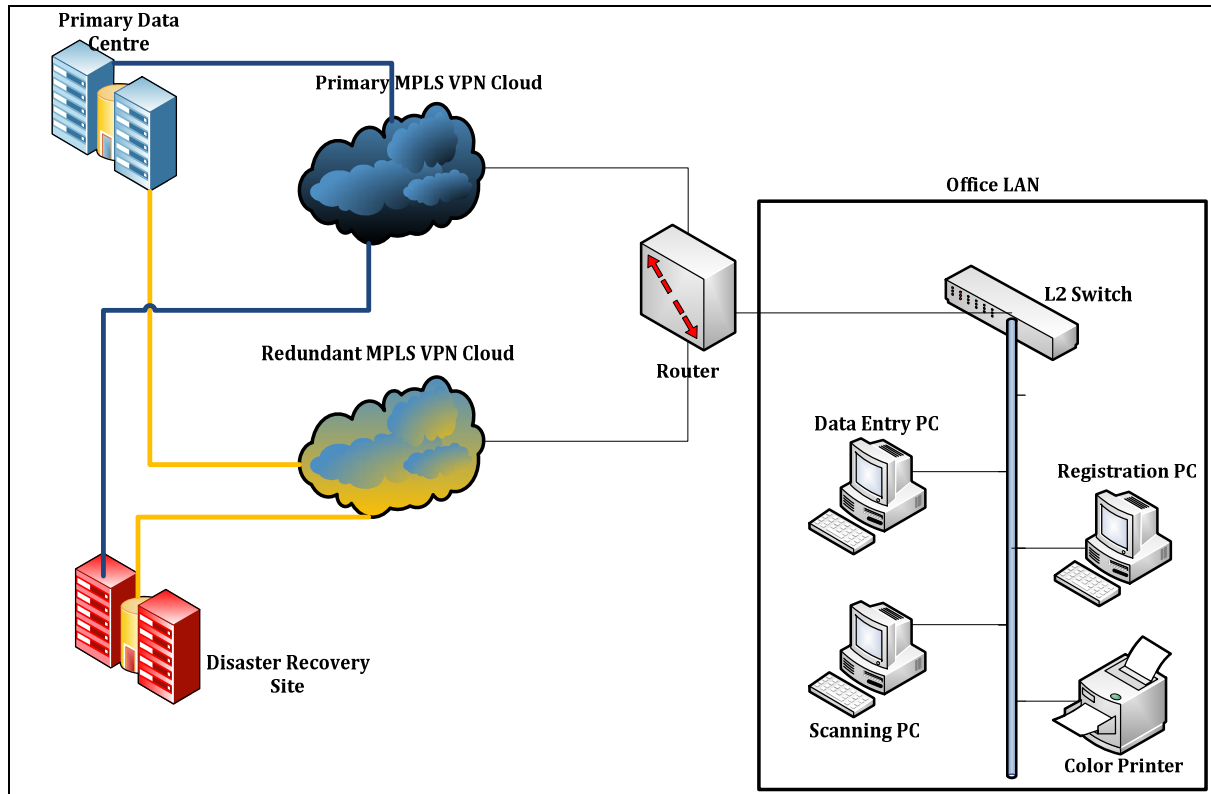 Primary Data
Centre
Primary MPLS VPN Cloud
Office LAN
L2 Switch
Redundant MPLS VPN Cloud
Router
Data Entry PC
Registration PC
Disaster Recovery
Site
Scanning PC
Color Printer